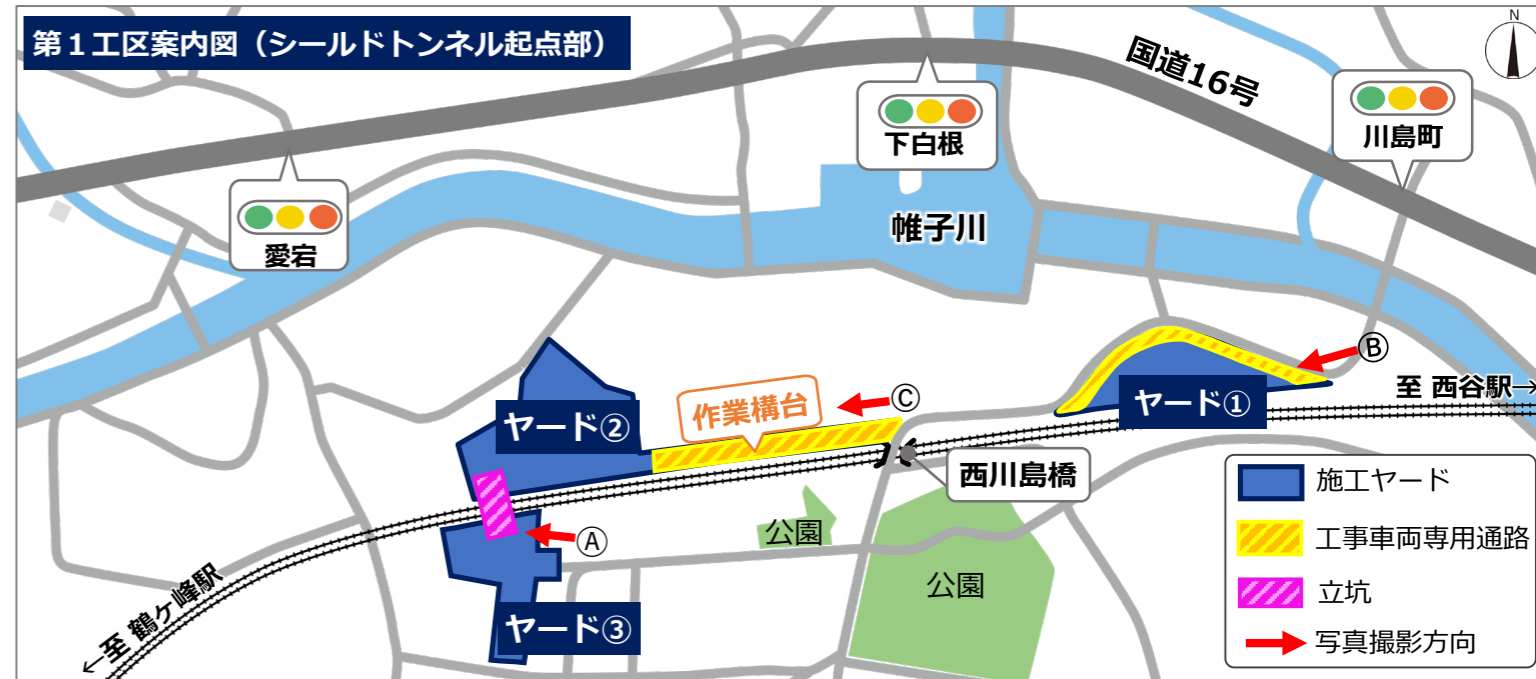 第１工区案内図（シールドトンネル起点部）
N
国道16号
下白根
川島町
愛宕
帷子川
Ⓑ
至 西谷駅→
ヤード①
Ⓒ
作業構台
ヤード②
西川島橋
公園
Ⓐ
公園
ヤード③
←至 鶴ヶ峰駅
施工ヤード
工事車両専用通路
立坑
写真撮影方向